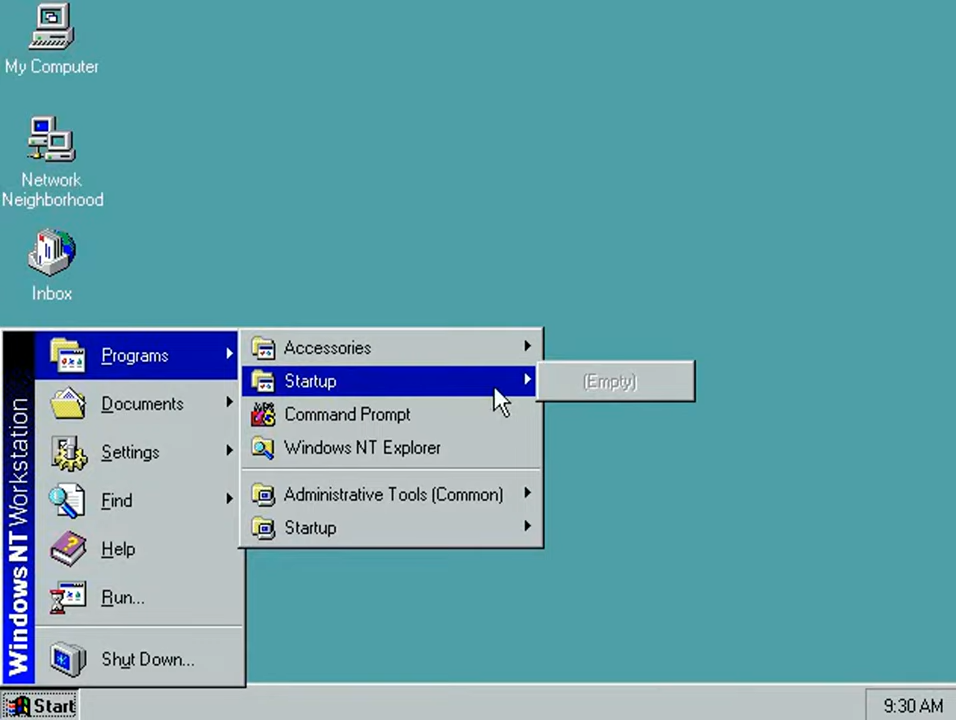 My Computer
Network
Neighborhood
Inbox
Windows NT Workstation
Programs
Documents
Settings
Find
Help
Run...
Shut Down...
Accessories
Startup
Command Prompt
Windows NT Explorer
Administrative Tools (Common)
Startup
(Empty)
Start
9:30 AM